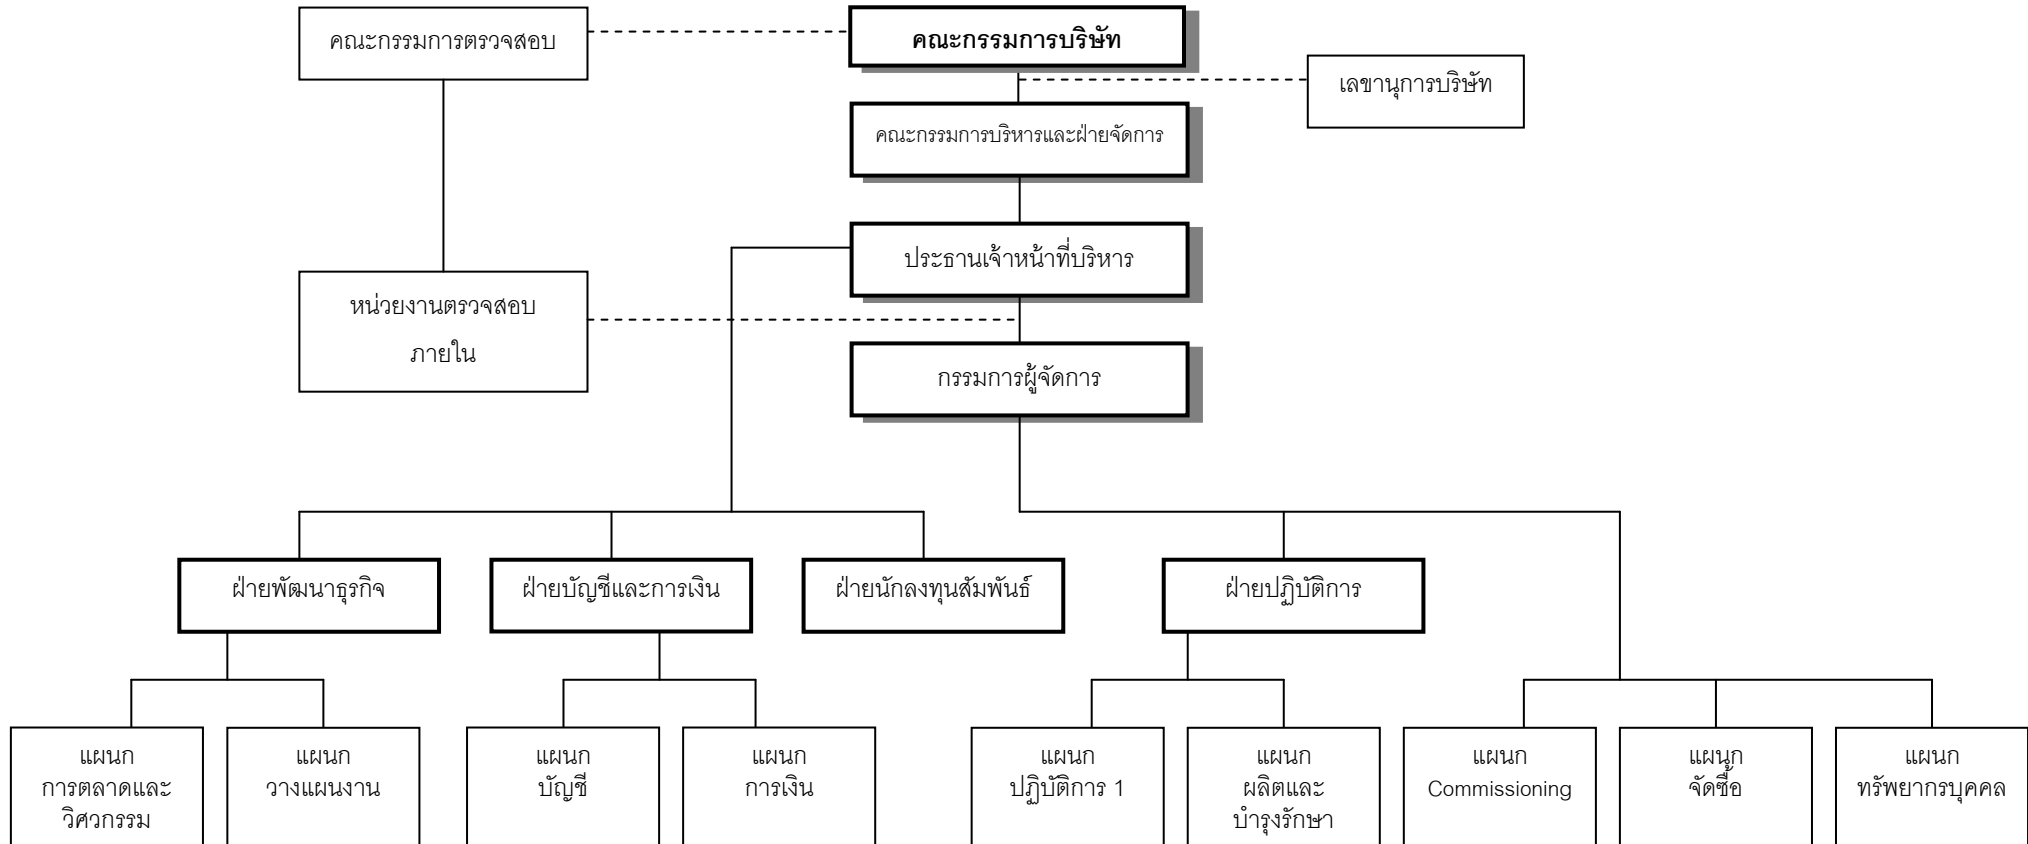 คณะกรรมการตรวจสอบ
คณะกรรมการบริษัท
เลขานุการบริษัท
คณะกรรมการบริหารและฝ่ายจัดการ
ประธานเจ้าหน้าที่บริหาร
หน่วยงานตรวจสอบ
ภายใน
กรรมการผู้จัดการ
ฝ่ายพัฒนาธุรกิจ
ฝ่ายบัญชีและการเงิน
ฝ่ายนักลงทุนสัมพันธ์
ฝ่ายปฏิบัติการ
แผนก
การตลาดและ
วิศวกรรม
แผนก
วางแผนงาน
แผนก
บัญชี
แผนก
การเงิน
แผนก
ปฏิบัติการ 1
แผนก
ผลิตและ
บำรุงรักษา
แผนก
Commissioning
แผนก
จัดซื้อ
แผนก
ทรัพยากรบุคคล